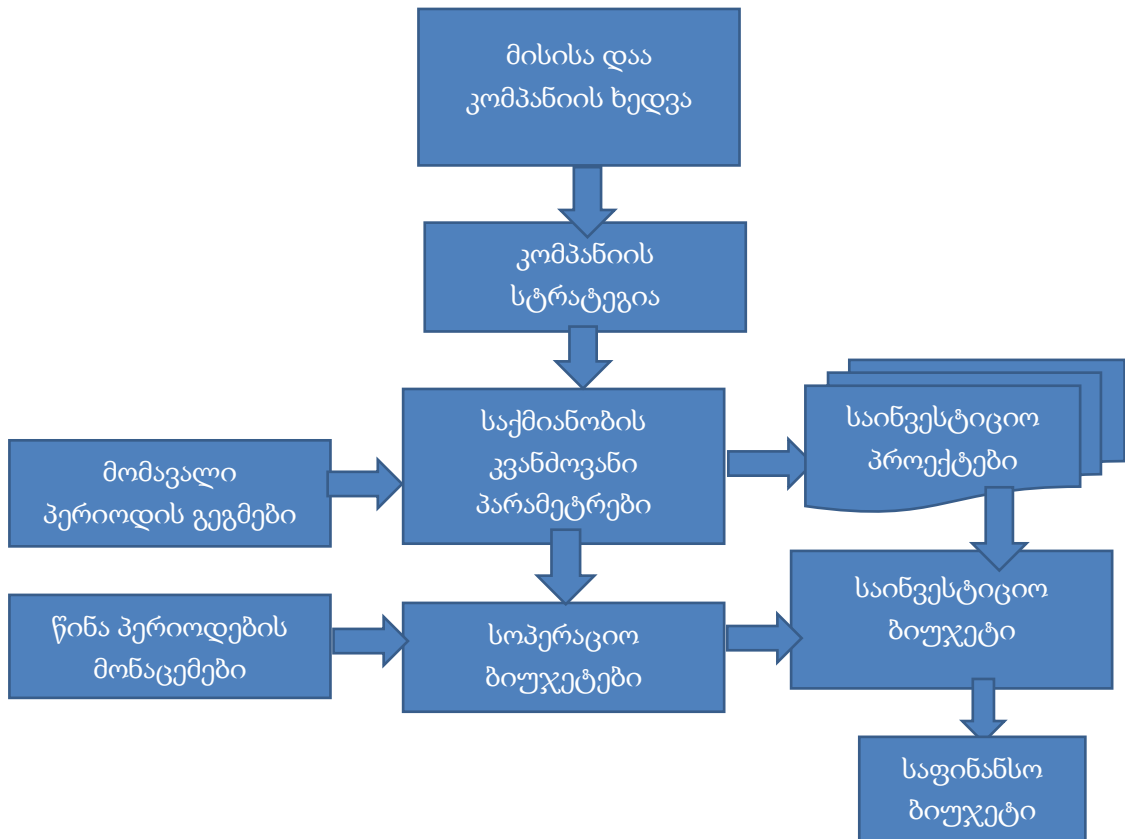 მისისა დაა
კომპანიის ხედვა
კომპანიის
სტრატეგია
საქმიანობის
კვანძოვანი
პარამეტრები
საინვესტიციო
პროექტები
მომავალი
პერიოდის გეგმები
წინა პერიოდების
მონაცემები
სოპერაციო
ბიუჯეტები
საინვესტიციო
ბიუჯეტი
საფინანსო
ბიუჯეტი